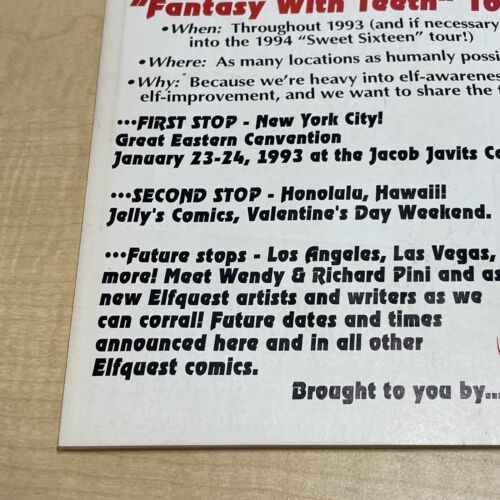 "Fantasy With Teeth"
•When: Throughout 1993 (and if necessary
into the 1994 "Sweet Sixteen" tour!)
•Where: As many locations as humanly possi
•Why: Because we're heavy into elf-awarenes
elf-improvement, and we want to share the
•••FIRST STOP - New York City!
Great Eastern Cenvention
January 23-24, 1993 at the Jacob Javits Ce
•••SECOND STOP - Honolulu, Hawaii!
Jelly's Comics, Valentine's Day Weekend.
•••Future stops - Los Angeles, Las Vegas,
more! Meet Wendy & Richard Pini and as
new Elfquest artists and writers as we
can corral! Future dates and times
announced here and in all other
Elfquest comics.
Brought to you by...